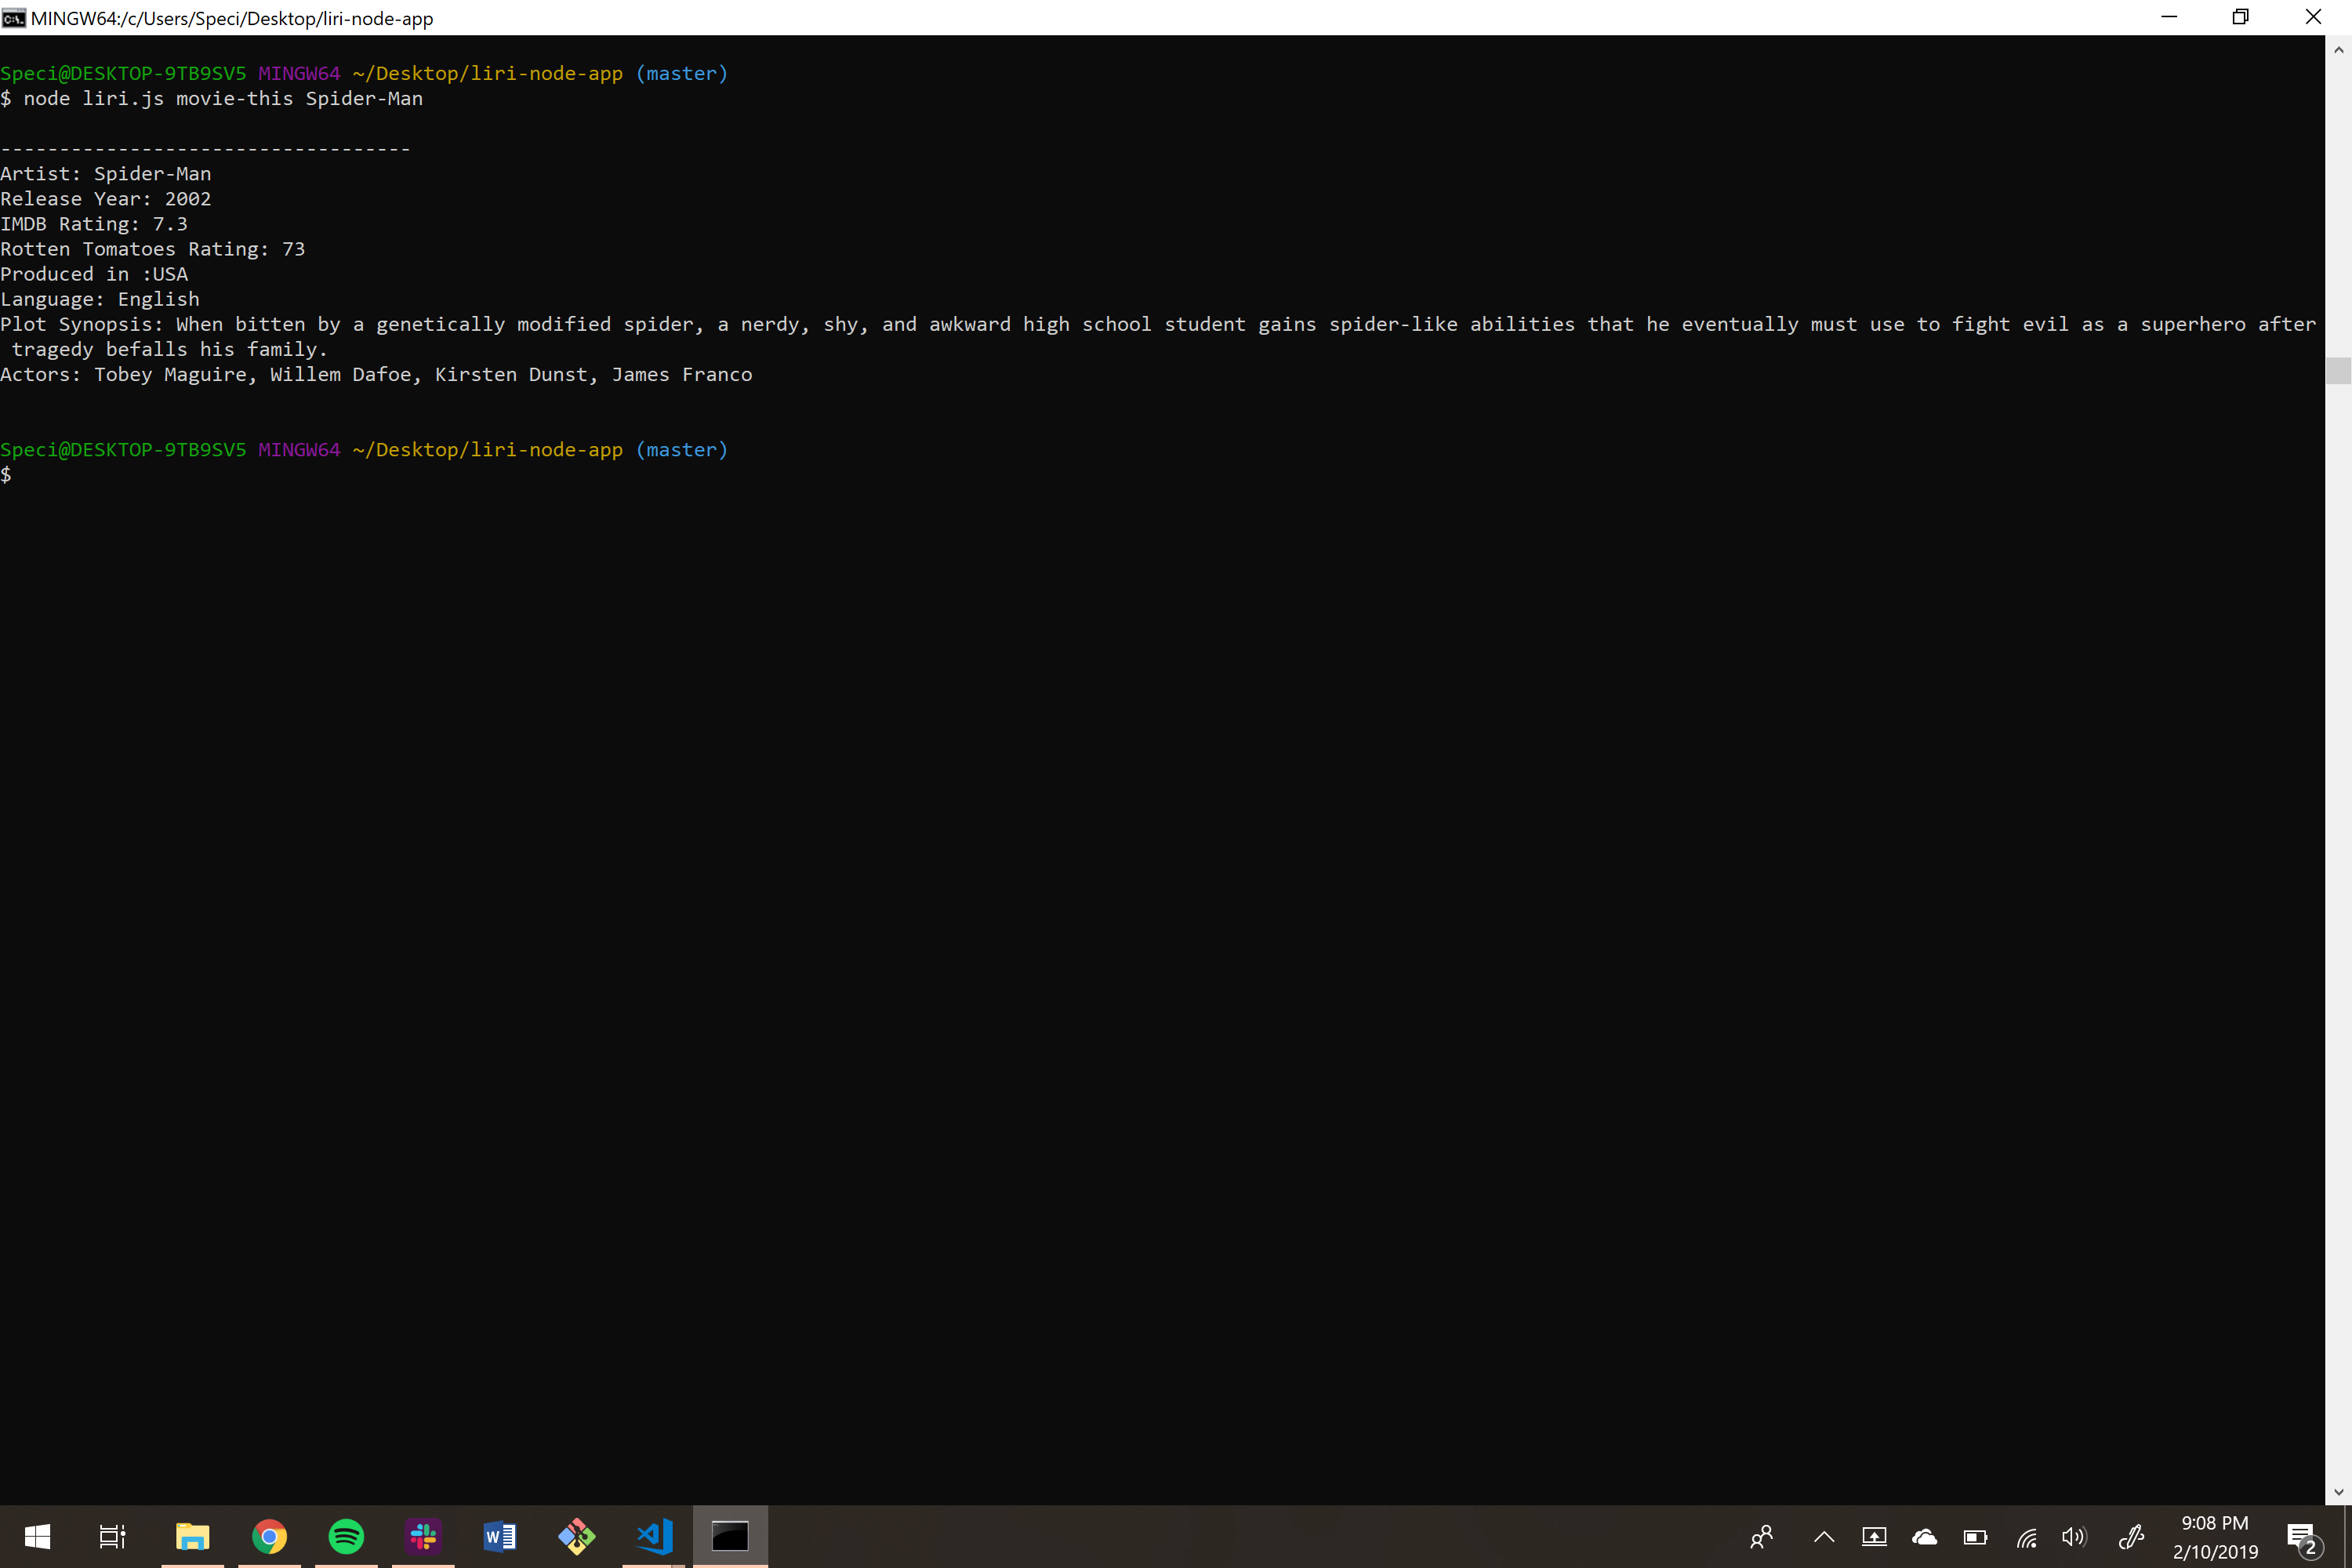 MINGW64:/c/Users/Speci/Desktop/liri-node-app
Speci@DESKTOP-9TB9SV5 MINGW64 ~/Desktop/liri-node-app (master)
$ node liri.js movie-this Spider-Man
-----------------------------------
Artist: Spider-Man
Release Year: 2002
IMDB Rating: 7.3
Rotten Tomatoes Rating: 73
Produced in :USA
Language: English
Plot Synopsis: When bitten by a genetically modified spider, a nerdy, shy, and awkward high school student gains spider-like abilities that he eventually must use to fight evil as a superhero after
 tragedy befalls his family.
Actors: Tobey Maguire, Willem Dafoe, Kirsten Dunst, James Franco
Speci@DESKTOP-9TB9SV5 MINGW64 ~/Desktop/liri-node-app (master)
$
9:08 PM
2/10/2019
2